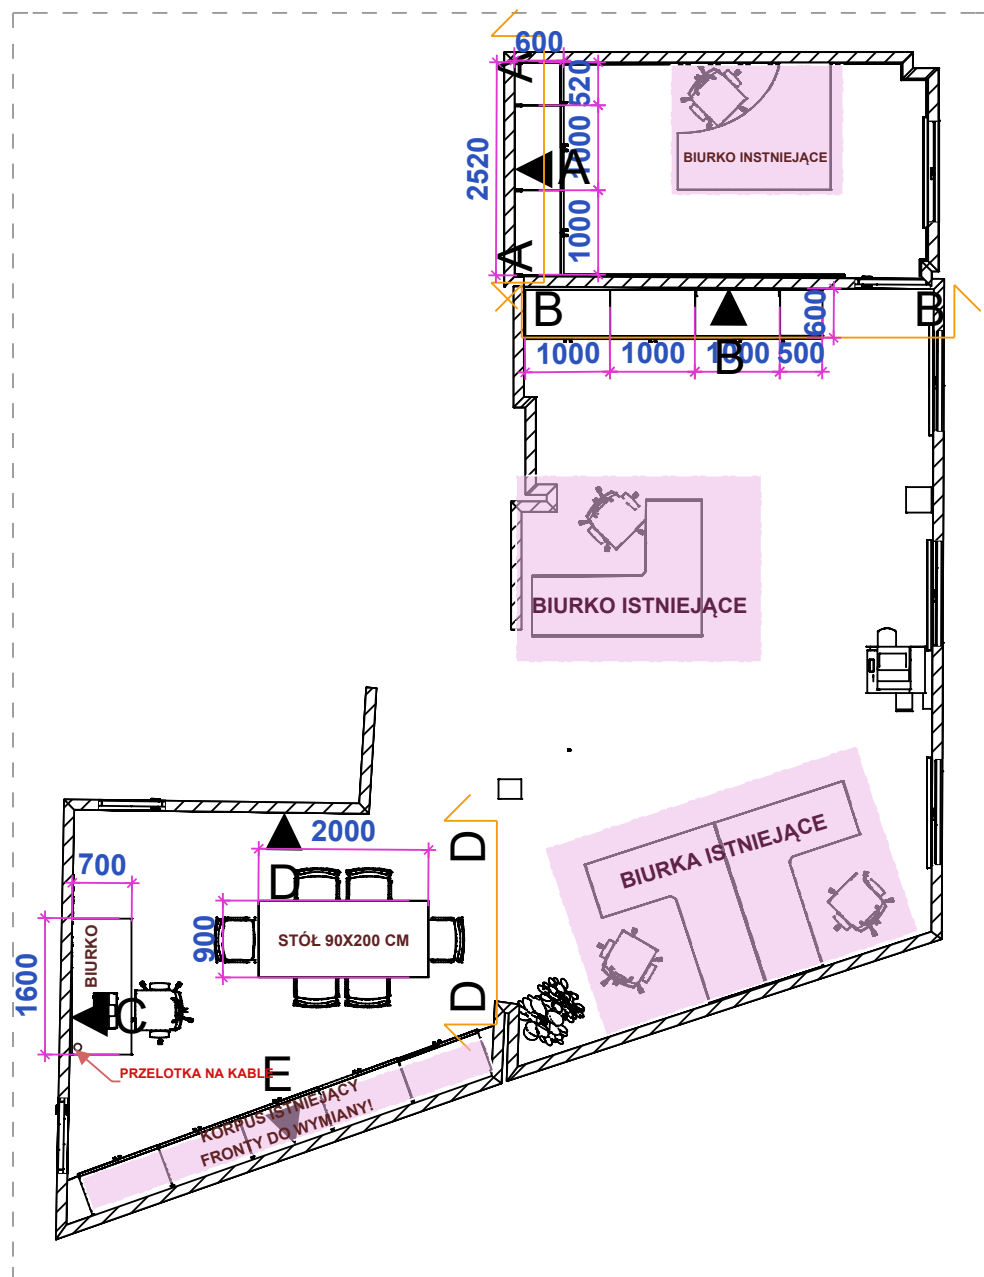 600
A
520
1000
2520
A
1000
A
BIURKO INSTNIEJĄCE
B
B
600
1000
1000
1000
500
B
BIURKO ISTNIEJĄCE
2000
D
D
700
BIURKA ISTNIEJĄCE
900
STÓŁ 90X200 CM
BIURKO
1600
D
C
PRZELOTKA NA KABLE
E
KORPUS ISTNIEJĄCY
FRONTY DO WYMIANY!